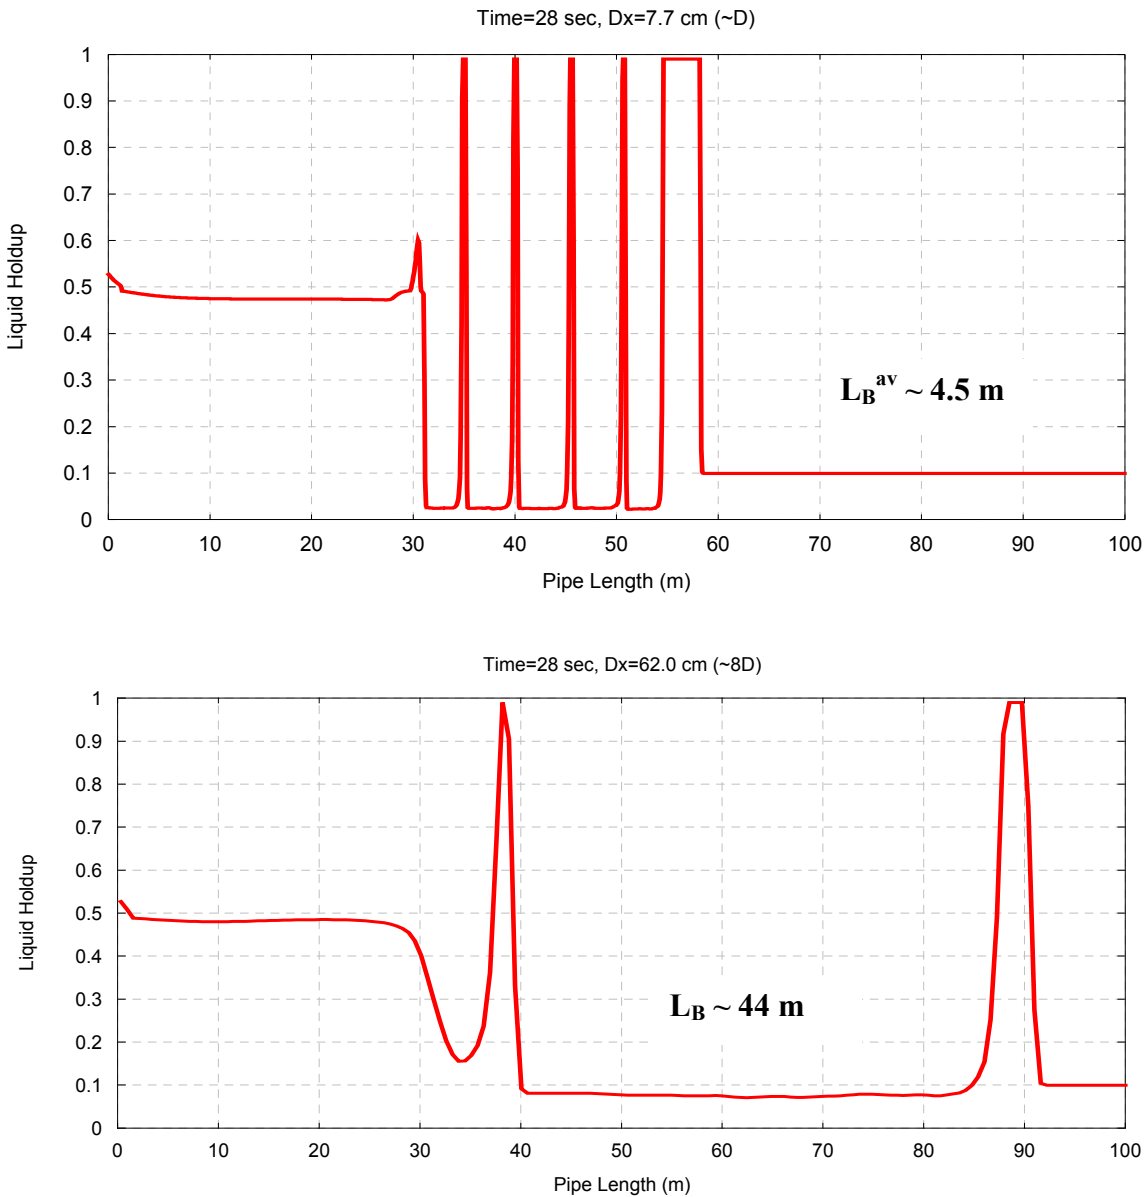 Time=28 sec, Dx=7.7 cm (~D)
1
0.9
0.8
0.7
0.6
0.5
0.4
0.3
0.2
0.1
0
Liquid Holdup
L_B^av ~ 4.5 m
0 10 20 30 40 50 60 70 80 90 100
Pipe Length (m)
Time=28 sec, Dx=62.0 cm (~8D)
1
0.9
0.8
0.7
0.6
0.5
0.4
0.3
0.2
0.1
0
Liquid Holdup
L_B ~ 44 m
0 10 20 30 40 50 60 70 80 90 100
Pipe Length (m)